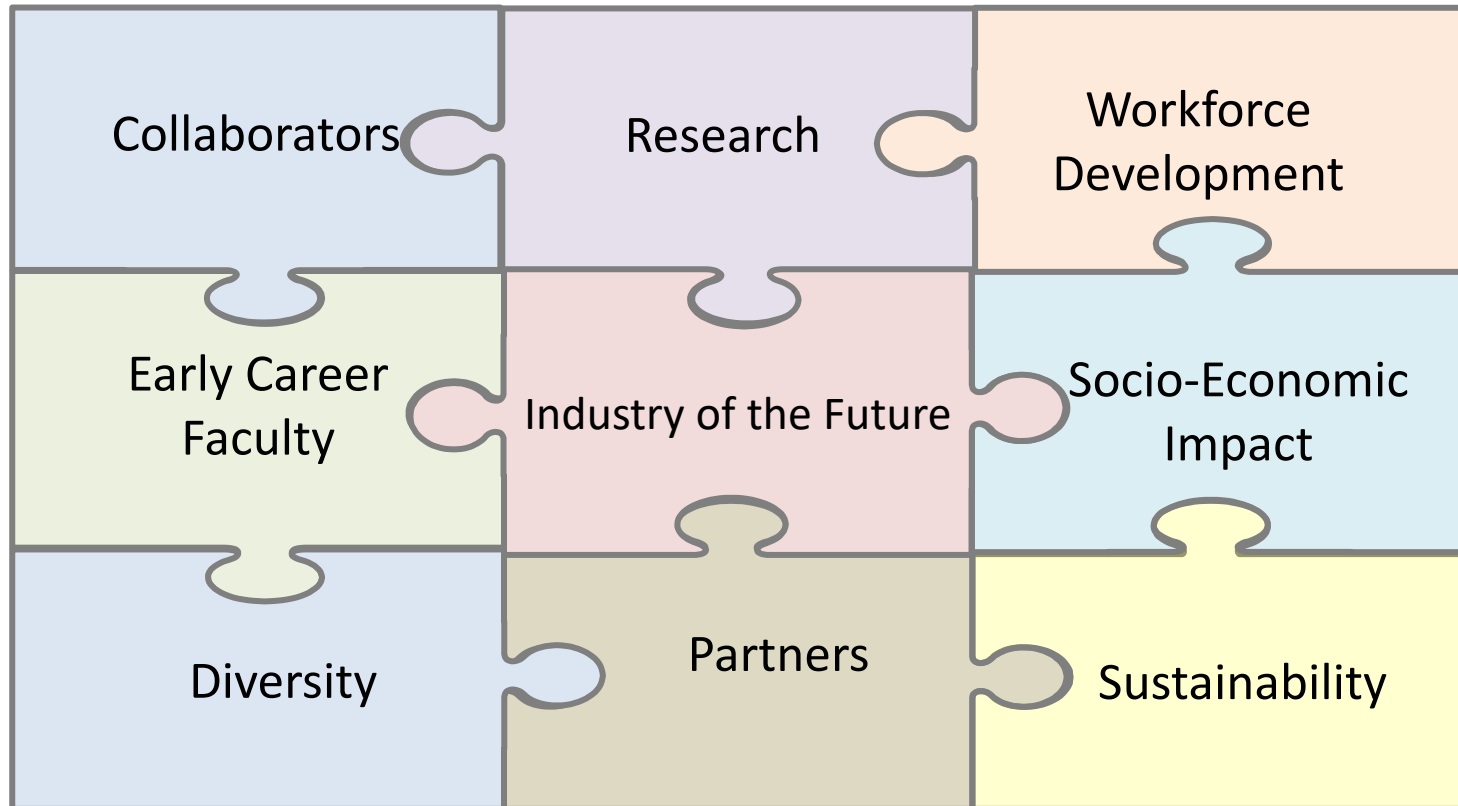 Collaborators
Research
Workforce
Development
Early Career
Faculty
Industry of the Future
Socio-Economic
Impact
Diversity
Partners
Sustainability